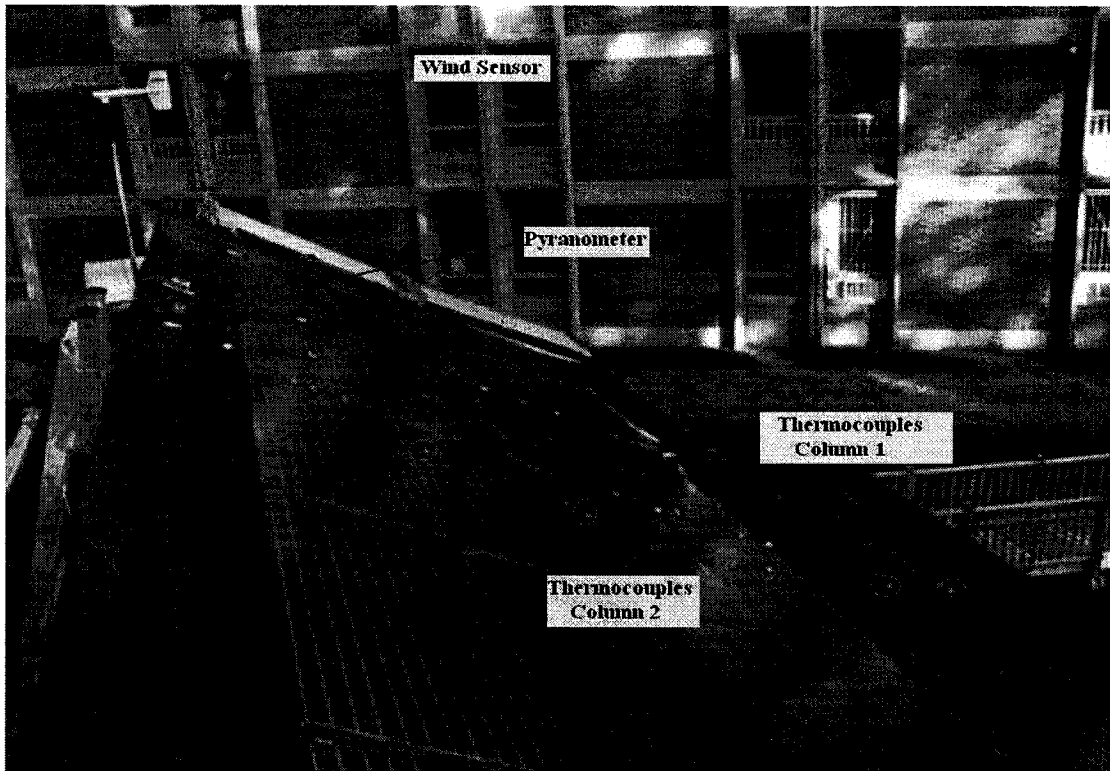 Wind Sensor
Pyranometer
Thermocouples
Column 1
Thermocouples
Column 2